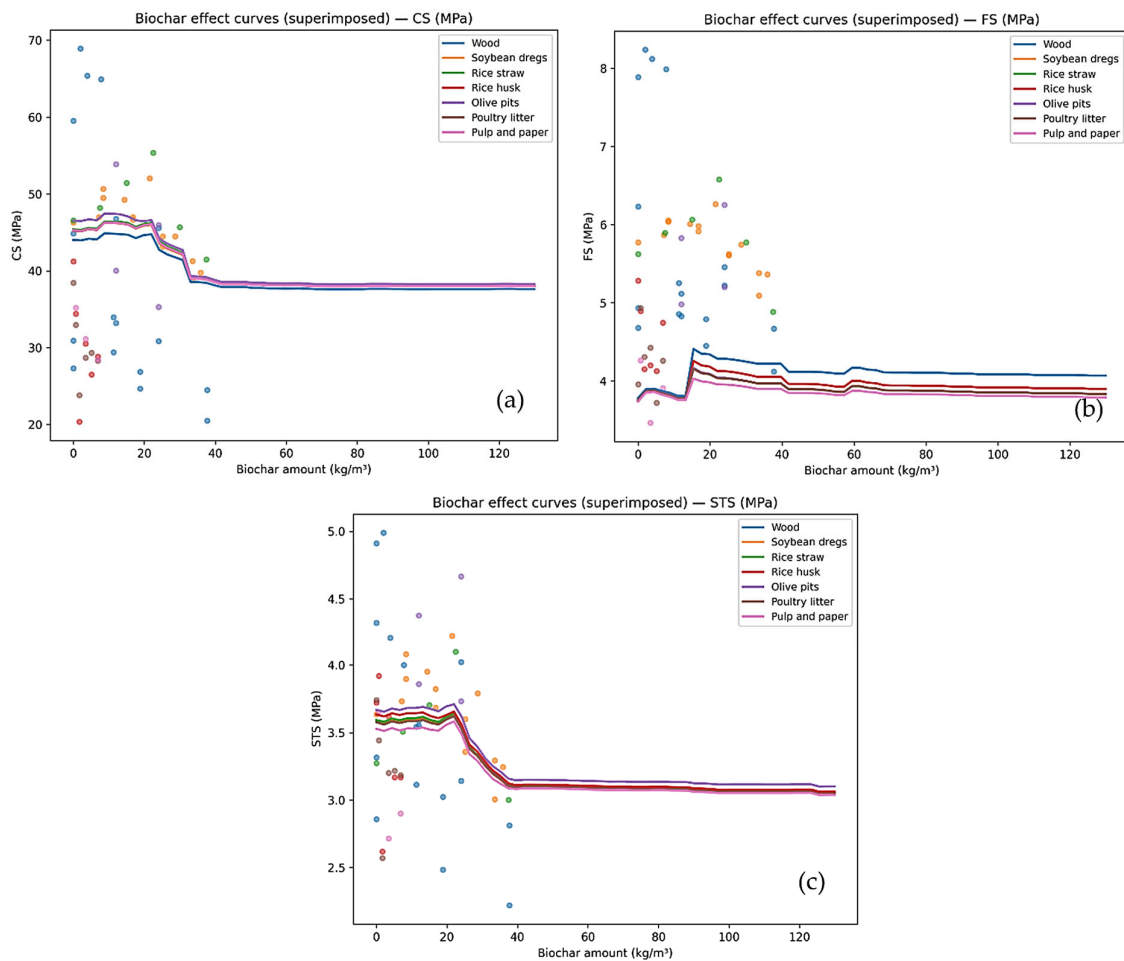 Biochar effect curves (superimposed) — CS (MPa)
70
60
50
40
30
20
CS (MPa)
Wood
Soybean dregs
Rice straw
Rice husk
Olive pits
Poultry litter
Pulp and paper
(a)
0 20 40 60 80 100 120
Biochar amount (kg/m³)
Biochar effect curves (superimposed) — FS (MPa)
8
7
6
5
4
FS (MPa)
Wood
Soybean dregs
Rice straw
Rice husk
Olive pits
Poultry litter
Pulp and paper
(b)
0 20 40 60 80 100 120
Biochar amount (kg/m³)
Biochar effect curves (superimposed) — STS (MPa)
5.0
4.5
4.0
3.5
3.0
2.5
STS (MPa)
Wood
Soybean dregs
Rice straw
Rice husk
Olive pits
Poultry litter
Pulp and paper
(c)
0 20 40 60 80 100 120
Biochar amount (kg/m³)